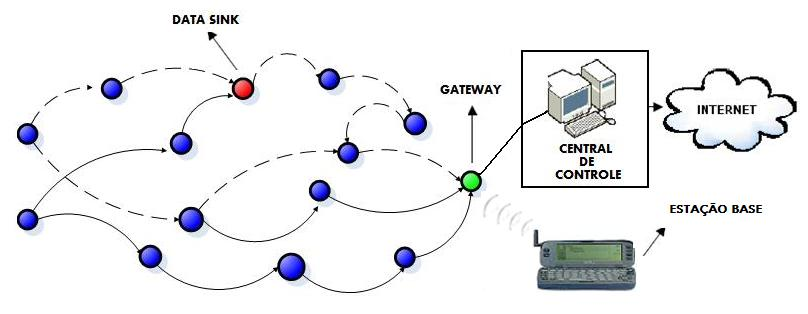 DATA SINK
GATEWAY
CENTRAL
DE
CONTROLE
INTERNET
ESTAÇÃO BASE